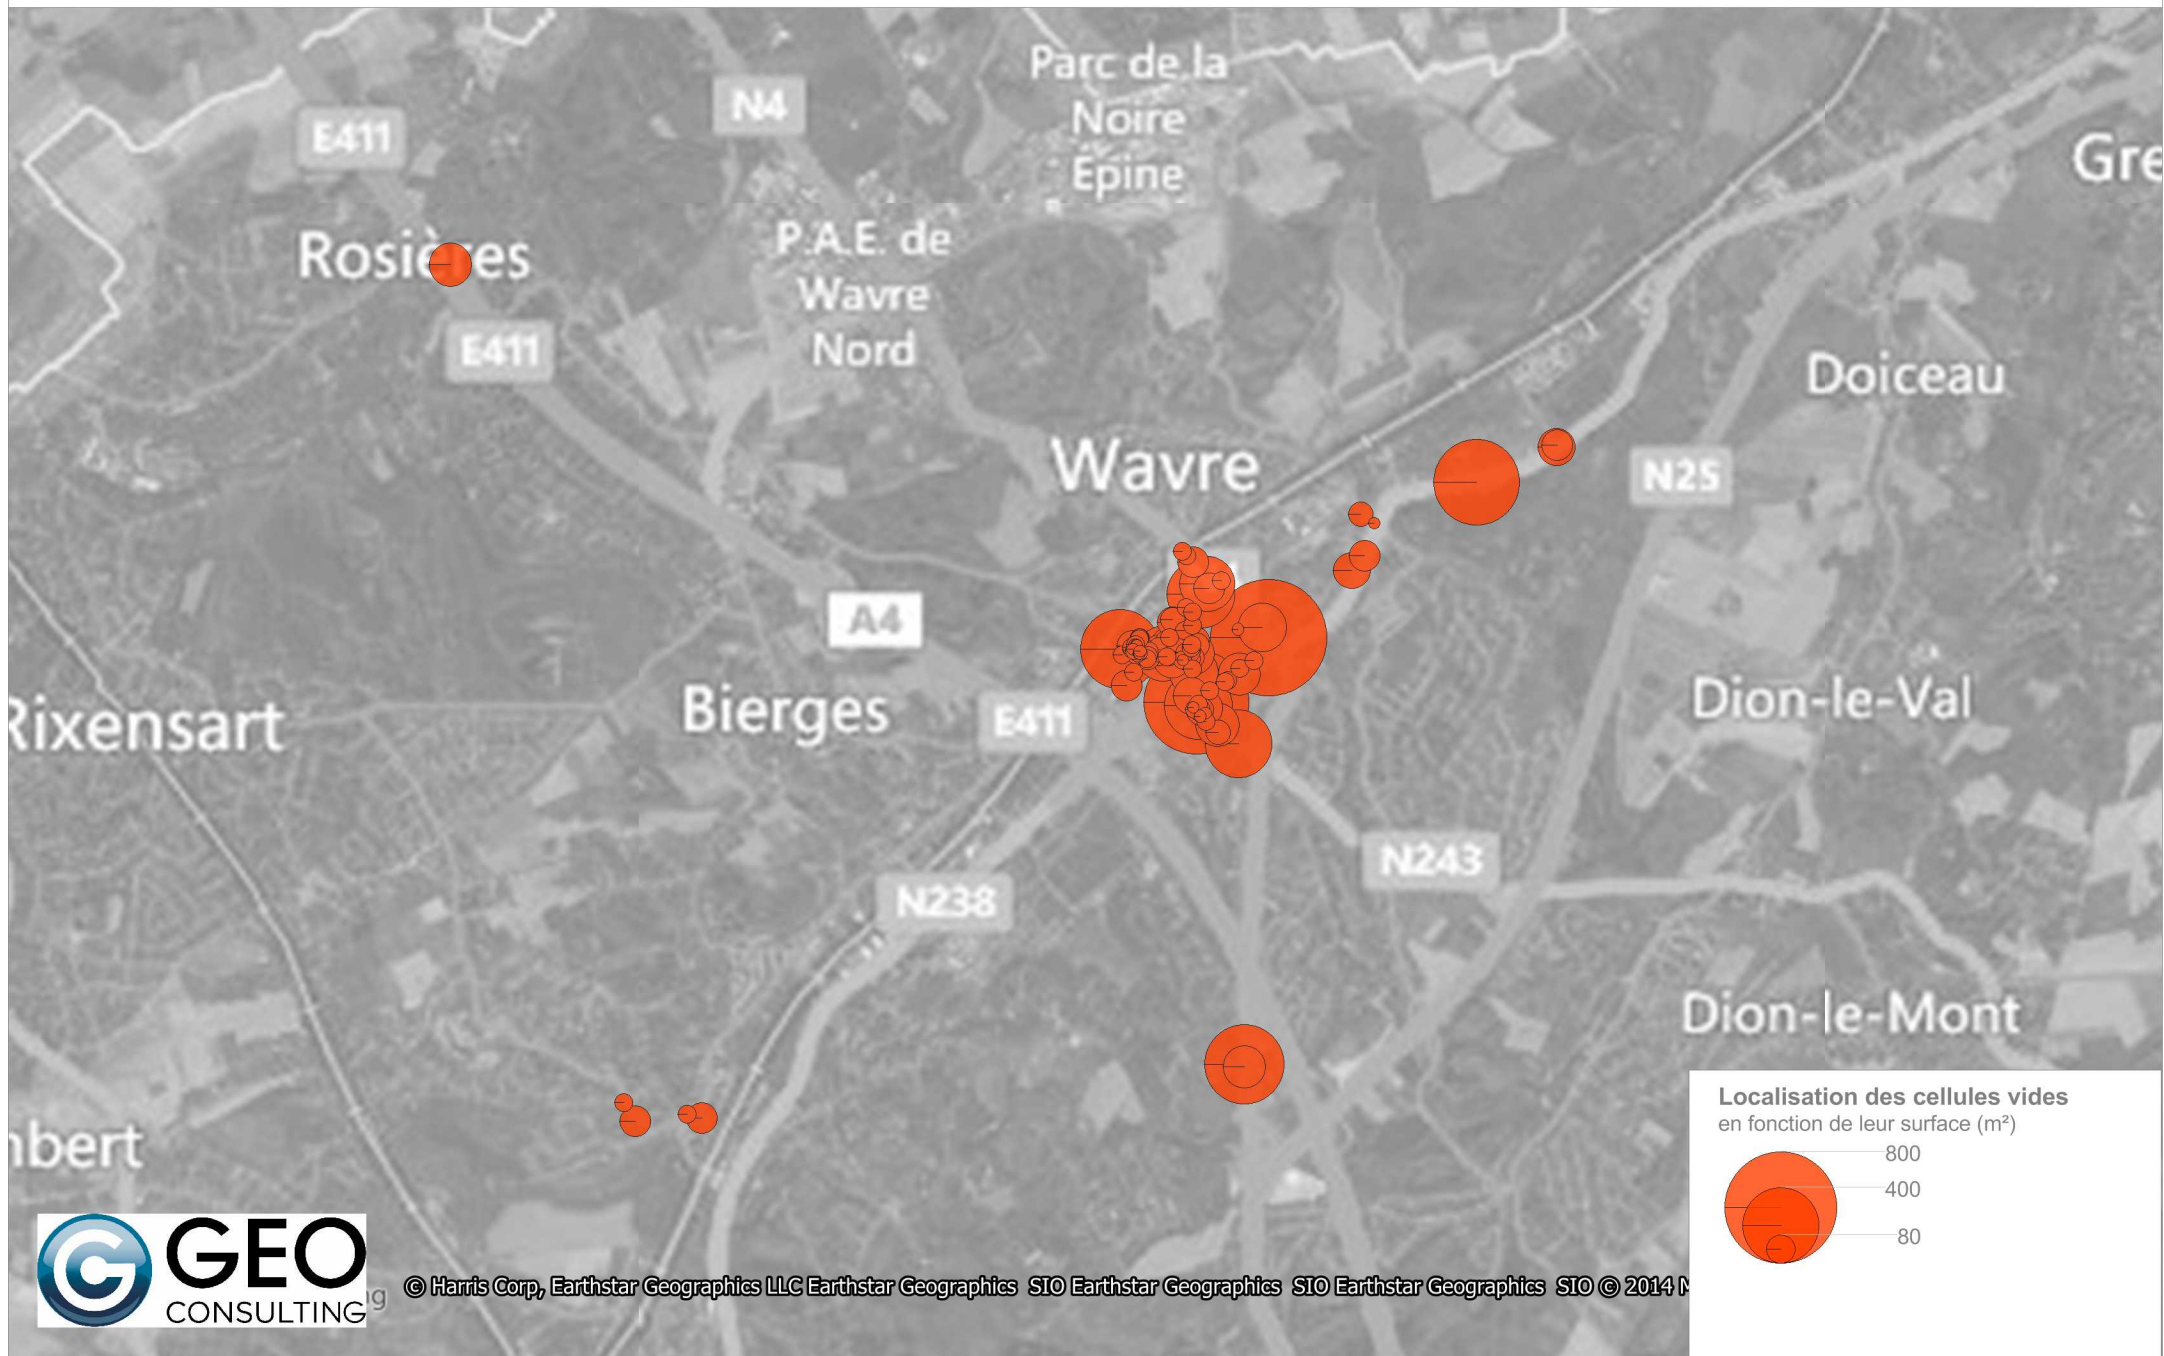 Parc de la
Noire
Epine
N4
E411
Gre
P.A.E. de
Wavre
Nord
Rosières
E411
Doiceau
Wavre
N25
A4
Bierges
E411
Rixensart
Dion-le-Val
N243
N238
Dion-le-Mont
Localisation des cellules vides
en fonction de leur surface (m²)
800
400
80
nbert
GEO
CONSULTING
© Harris Corp, Earthstar Geographics LLC Earthstar Geographics SIO Earthstar Geographics SIO Earthstar Geographics SIO © 2014 M